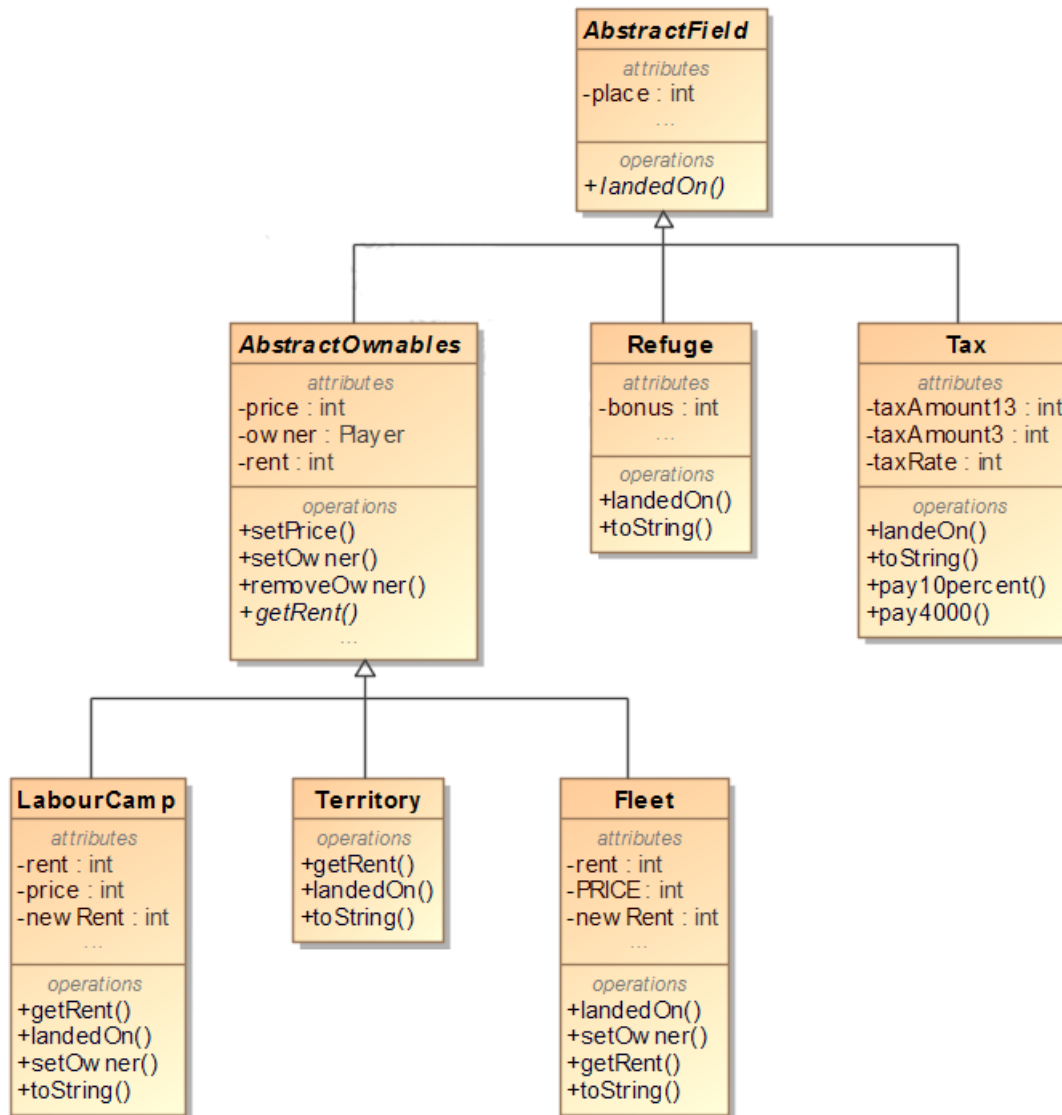 AbstractField
attributes
-place : int
...
operations
+landedOn()
AbstractOwnables
attributes
-price : int
-owner : Player
-rent : int
operations
+setPrice()
+setOwner()
+removeOwner()
+getRent()
...
Refuge
attributes
-bonus : int
...
operations
+landedOn()
+toString()
Tax
attributes
-taxAmount13 : int
-taxAmount3 : int
-taxRate : int
operations
+landeOn()
+toString()
+pay10percent()
+pay4000()
LabourCamp
attributes
-rent : int
-price : int
-newRent : int
...
operations
+getRent()
+landedOn()
+setOwner()
+toString()
Territory
operations
+getRent()
+landedOn()
+toString()
Fleet
attributes
-rent : int
-PRICE : int
-newRent : int
...
operations
+landedOn()
+setOwner()
+getRent()
+toString()